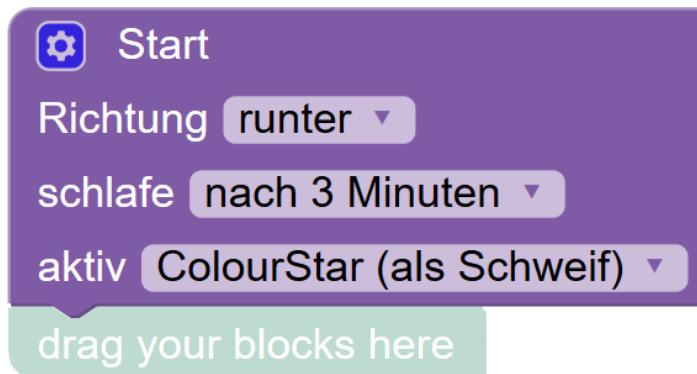 Start
Richtung runter
schlafe nach 3 Minuten
aktiv ColourStar (als Schweif)
drag your blocks here